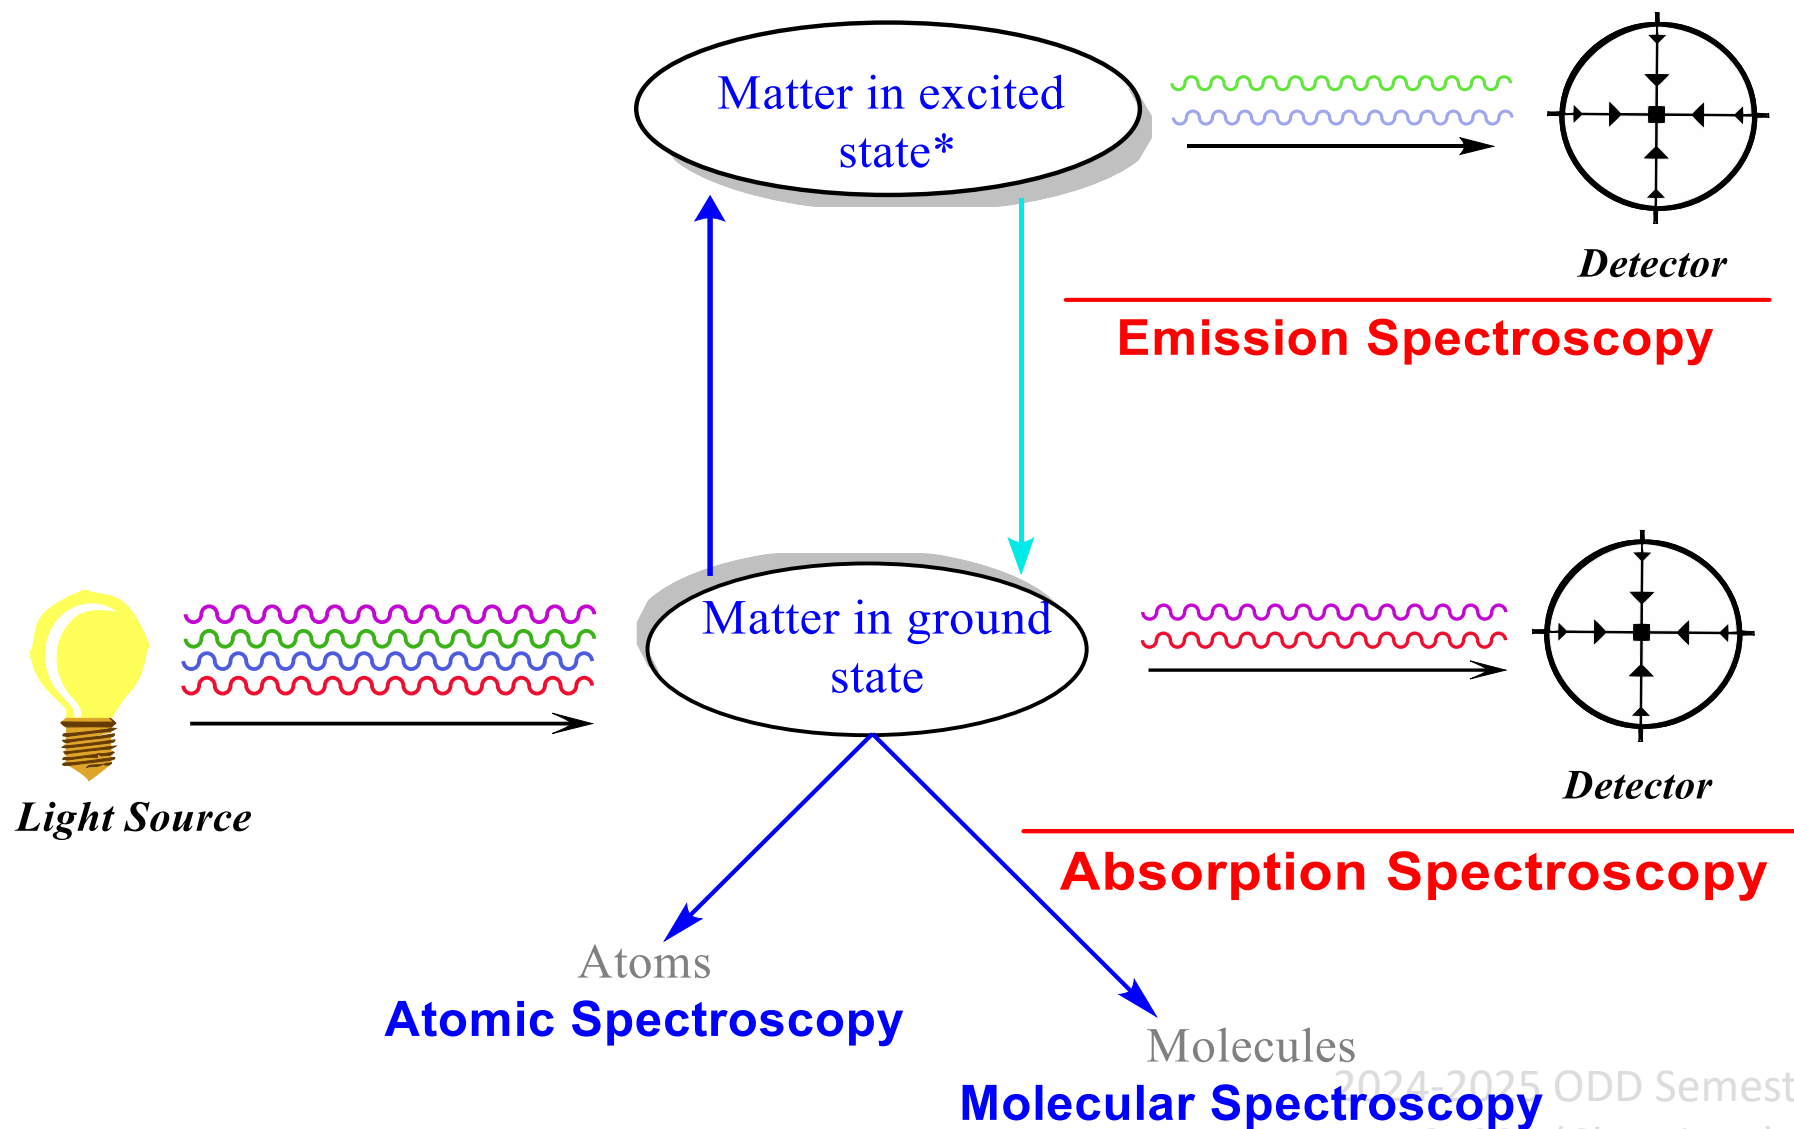 Matter in excited
state*
Detector
Emission Spectroscopy
Matter in ground
state
Light Source
Detector
Absorption Spectroscopy
Atoms
Atomic Spectroscopy
Molecules
Molecular Spectroscopy
2024-2025 ODD Semest